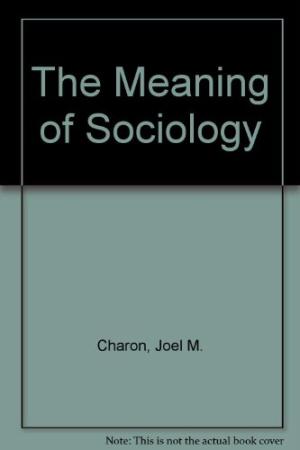 The Meaning
of Sociology
Charon, Joel M.
Note: This is not the actual book cover